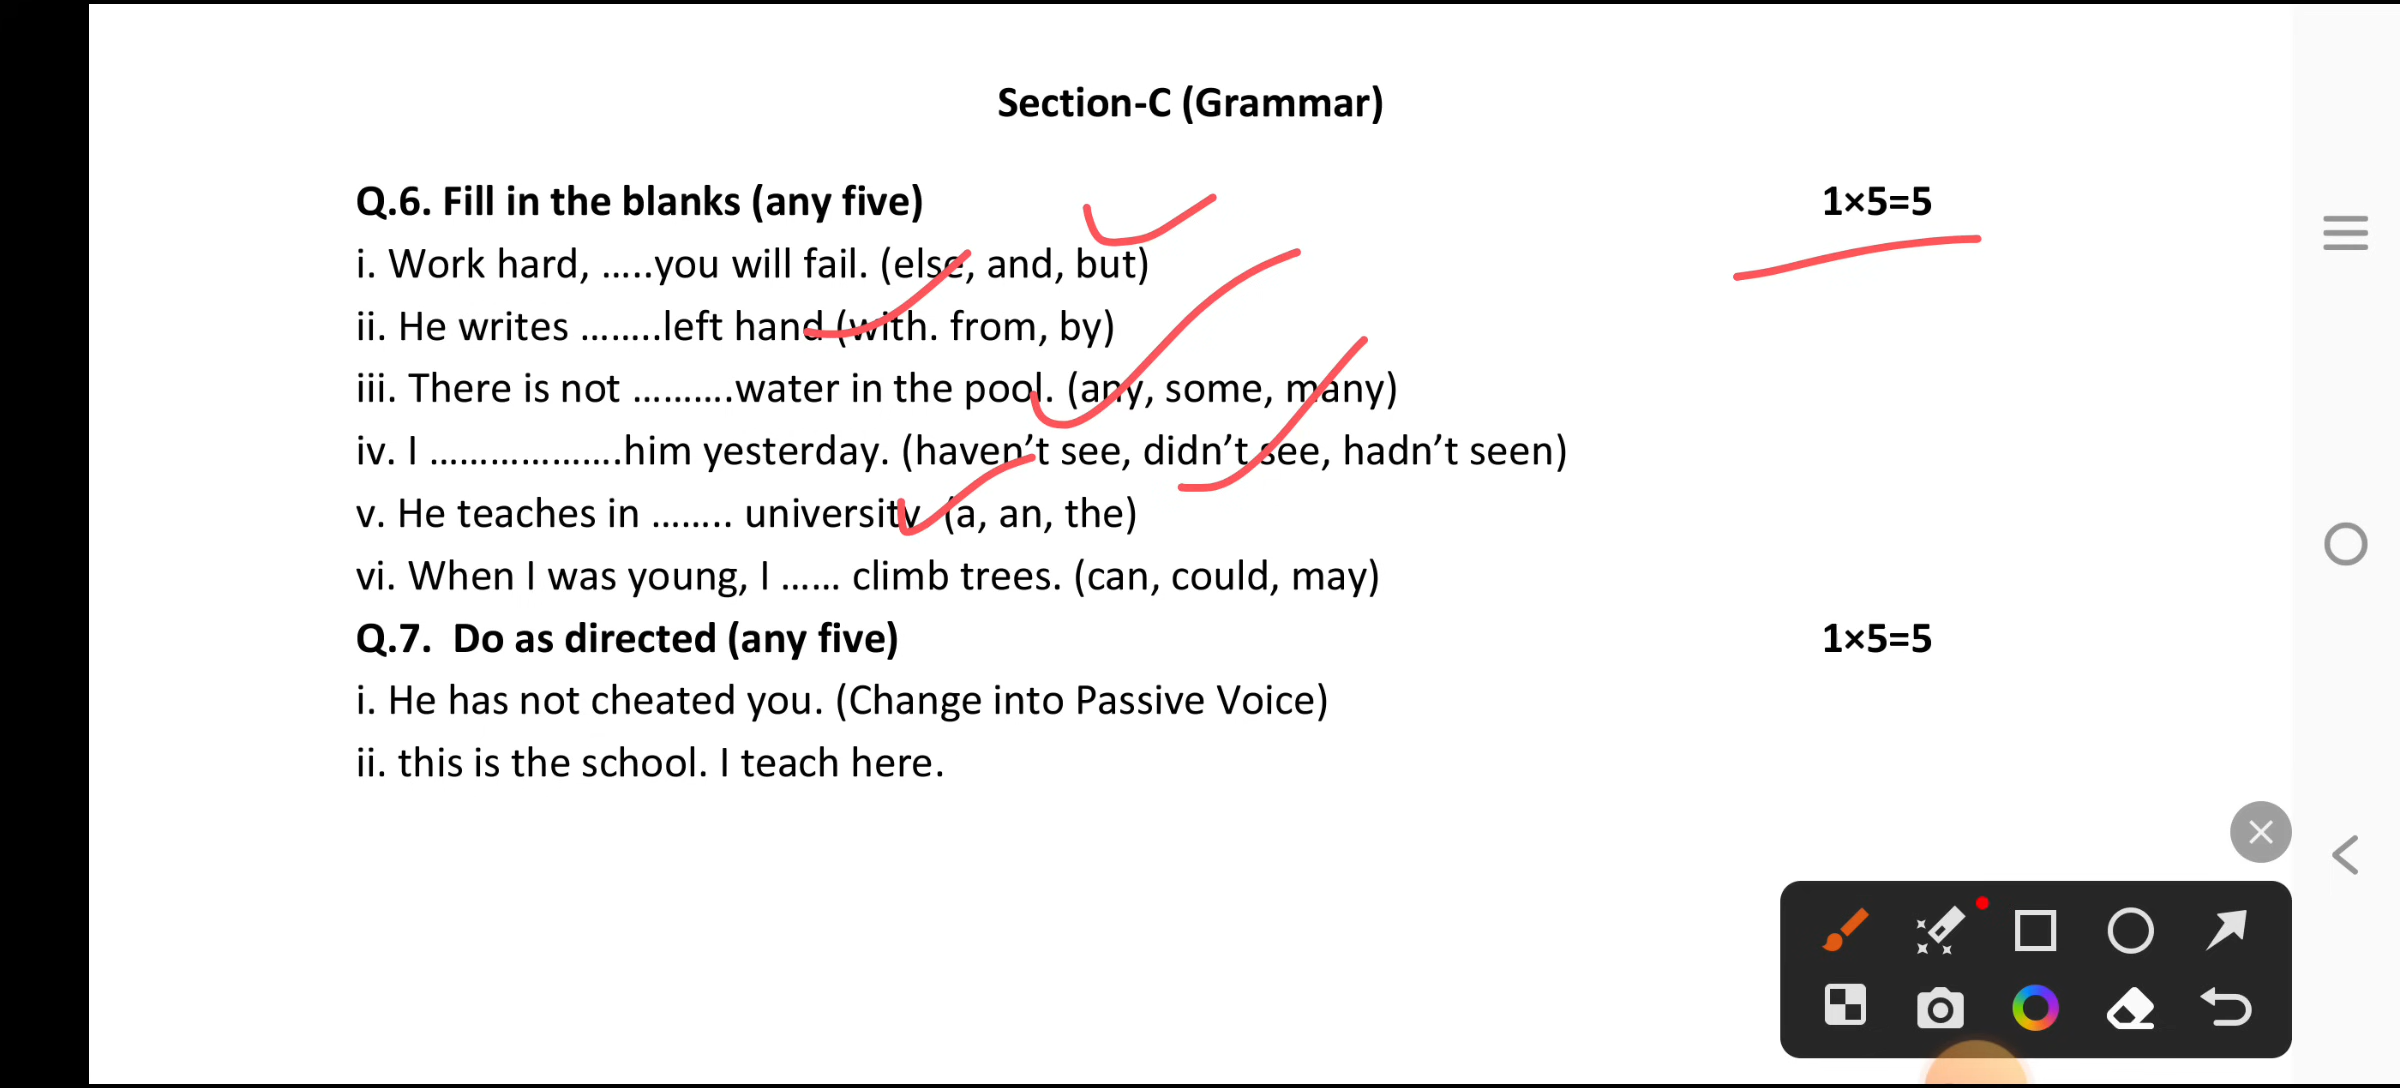 Section-C (Grammar)
Q.6. Fill in the blanks (any five) 1×5=5
i. Work hard, .....you will fail. (else, and, but)
ii. He writes ........left hand (with. from, by)
iii. There is not ..........water in the pool. (any, some, many)
iv. I ...................him yesterday. (haven't see, didn't see, hadn't seen)
v. He teaches in ........ university (a, an, the)
vi. When I was young, I ...... climb trees. (can, could, may)
Q.7. Do as directed (any five) 1×5=5
i. He has not cheated you. (Change into Passive Voice)
ii. this is the school. I teach here.